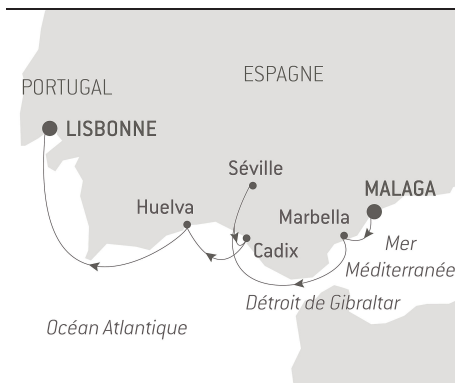 ESPAGNE
PORTUGAL
LISBONNE
Séville
MALAGA
Huelva
Marbella
Cadix
Mer
Méditerranée
Détroit de Gibraltar
Océan Atlantique